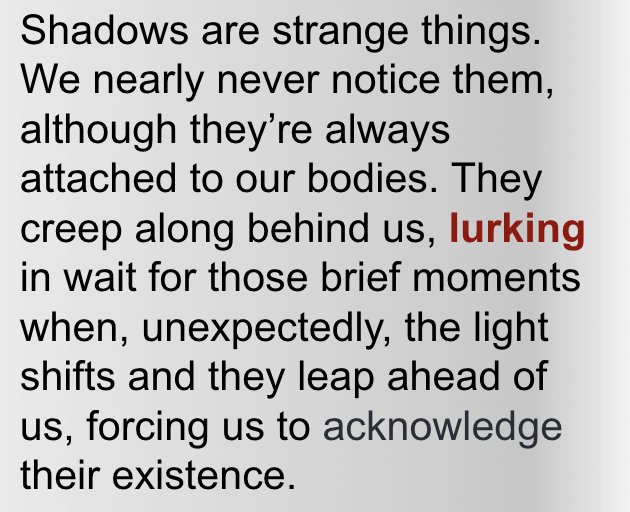 Shadows are strange things.
We nearly never notice them,
although they’re always
attached to our bodies. They
creep along behind us, lurking
in wait for those brief moments
when, unexpectedly, the light
shifts and they leap ahead of
us, forcing us to acknowledge
their existence.